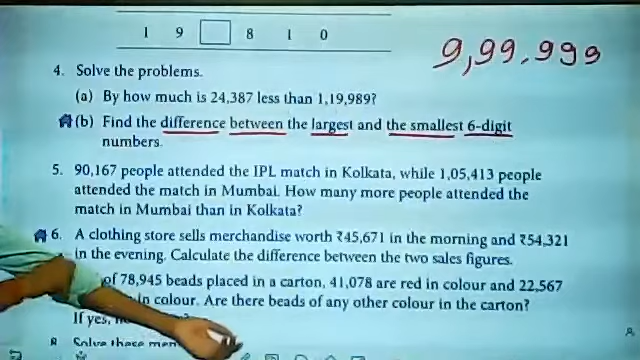 1 9 8 1 0
9,99,999
4. Solve the problems.
(a) By how much is 24,387 less than 1,19,989?
(b) Find the difference between the largest and the smallest 6-digit
numbers.
5. 90,167 people attended the IPL match in Kolkata, while 1,05,413 people
attended the match in Mumbai. How many more people attended the
match in Mumbai than in Kolkata?
6. A clothing store sells merchandise worth ₹45,671 in the morning and ₹54,321
in the evening. Calculate the difference between the two sales figures.
of 78,945 beads placed in a carton, 41,078 are red in colour and 22,567
in colour. Are there beads of any other colour in the carton?
If yes,
8. Solve these